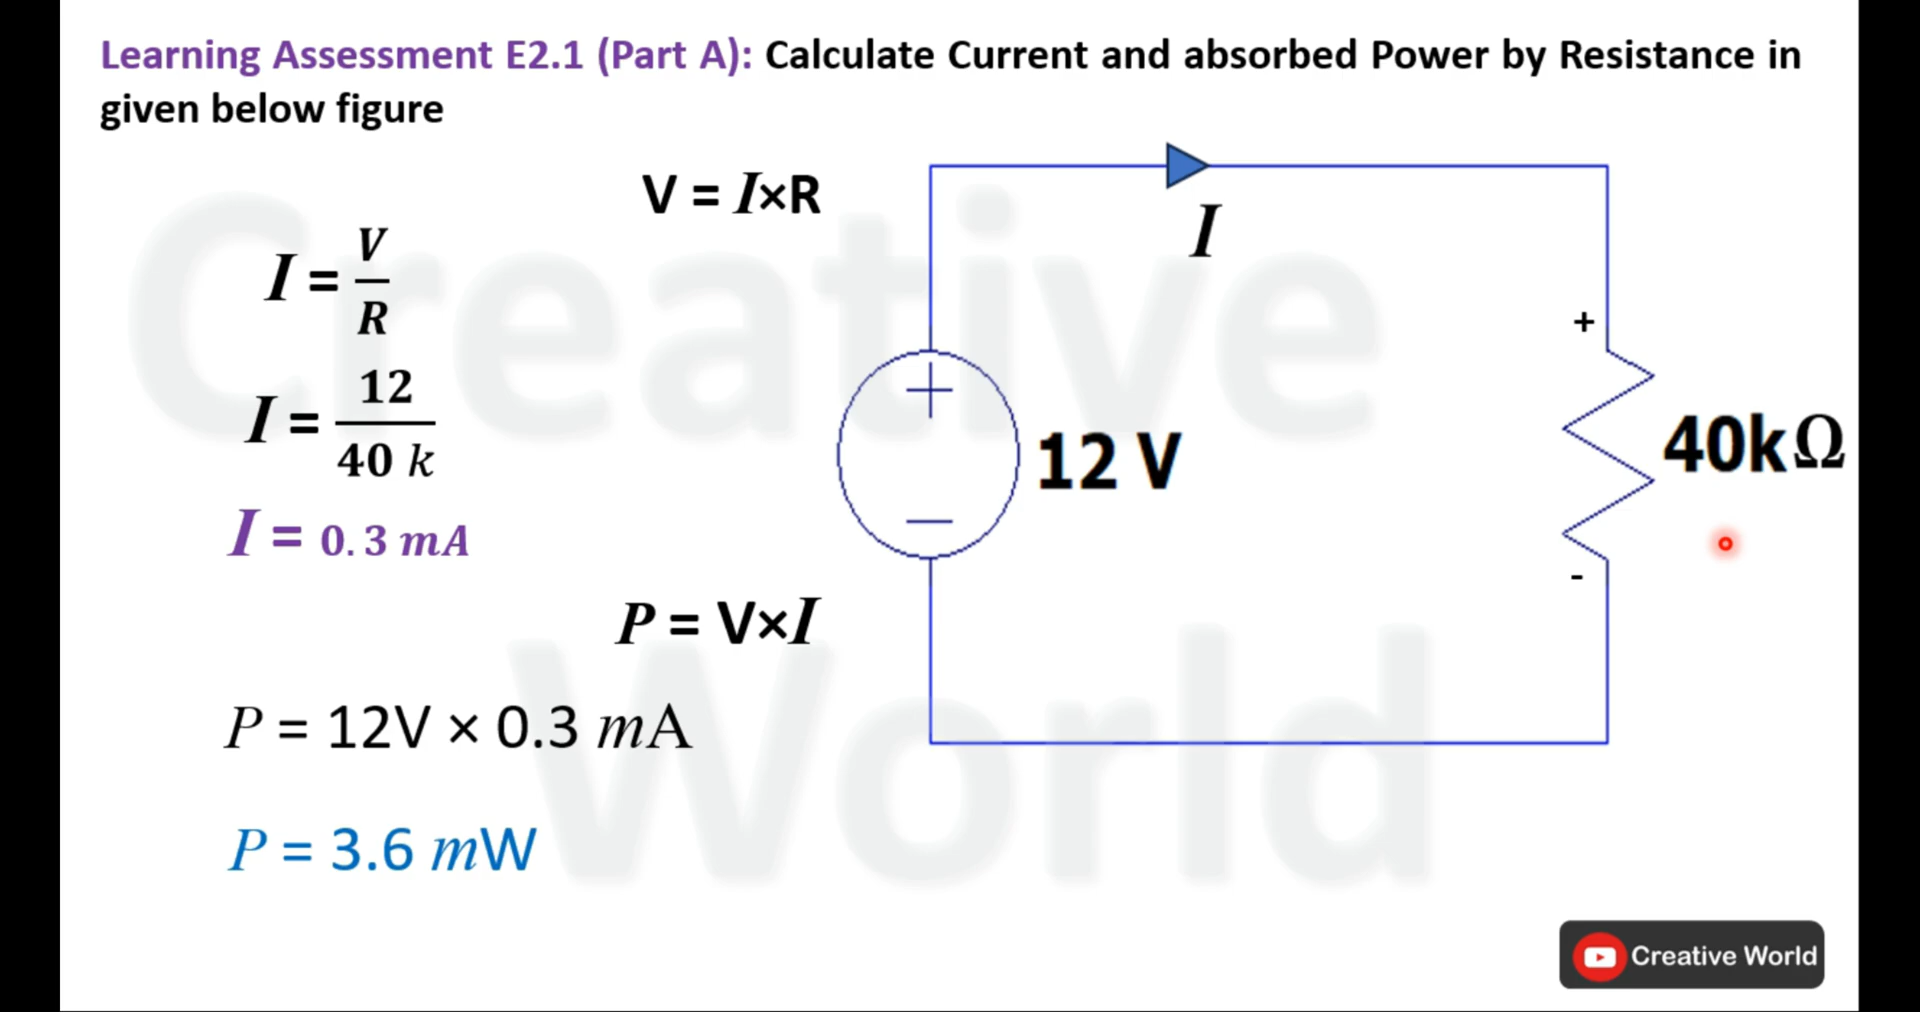 Learning Assessment E2.1 (Part A): Calculate Current and absorbed Power by Resistance in
given below figure
V = I×R
I
I = V/R
+
I = 12/40 k
+
12 V
40kΩ
I = 0.3 mA
−
-
P = V×I
P = 12V × 0.3 mA
P = 3.6 mW
Creative World
Creative
World